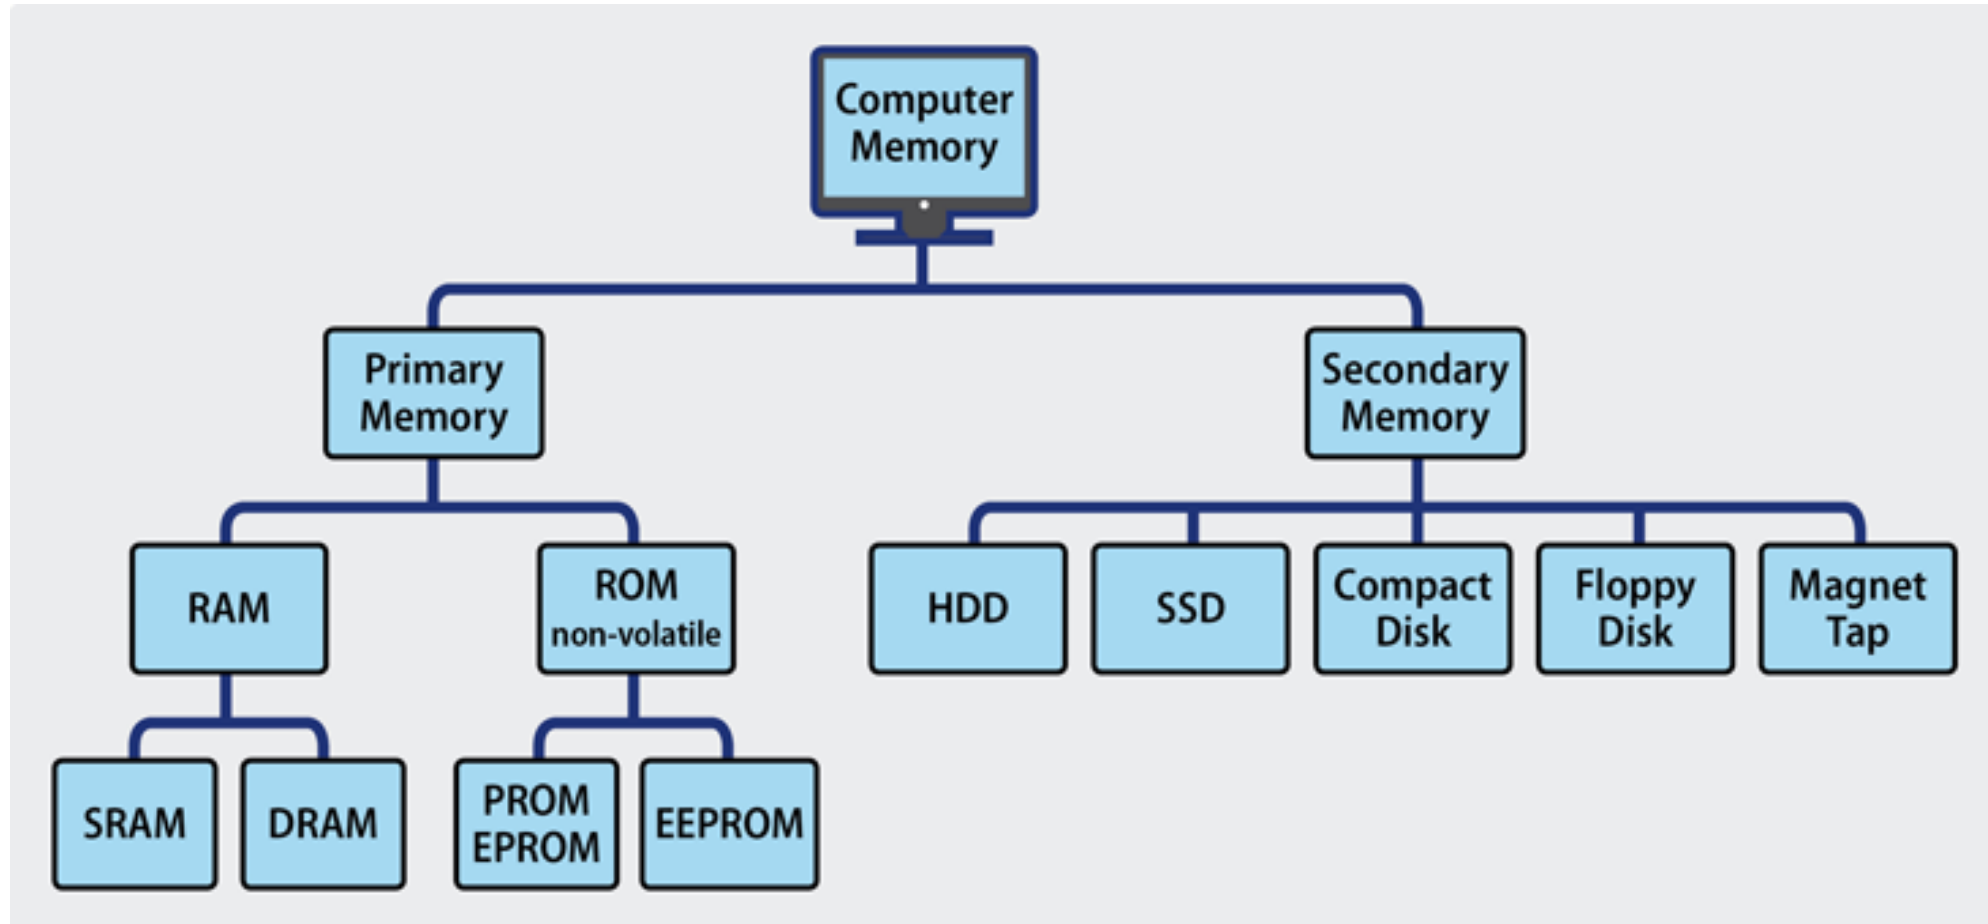 Computer
Memory
Primary
Memory
Secondary
Memory
RAM
ROM
non-volatile
HDD
SSD
Compact
Disk
Floppy
Disk
Magnet
Tap
SRAM
DRAM
PROM
EPROM
EEPROM